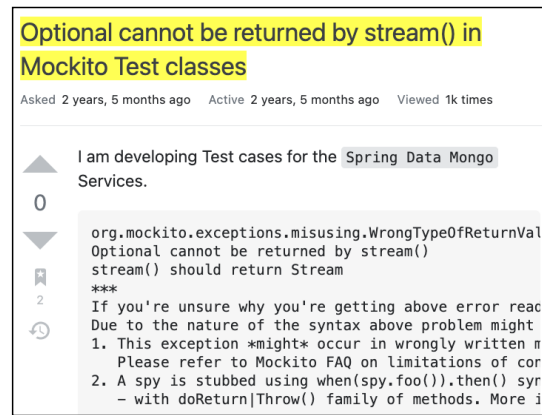 Optional cannot be returned by stream() in
Mockito Test classes
Asked 2 years, 5 months ago Active 2 years, 5 months ago Viewed 1k times
I am developing Test cases for the Spring Data Mongo
Services.
0
2
org.mockito.exceptions.misusing.WrongTypeOfReturnVal
Optional cannot be returned by stream()
stream() should return Stream
***
If you're unsure why you're getting above error read
Due to the nature of the syntax above problem might
1. This exception *might* occur in wrongly written m
Please refer to Mockito FAQ on limitations of con
2. A spy is stubbed using when(spy.foo()).then() syn
- with doReturn|Throw() family of methods. More i